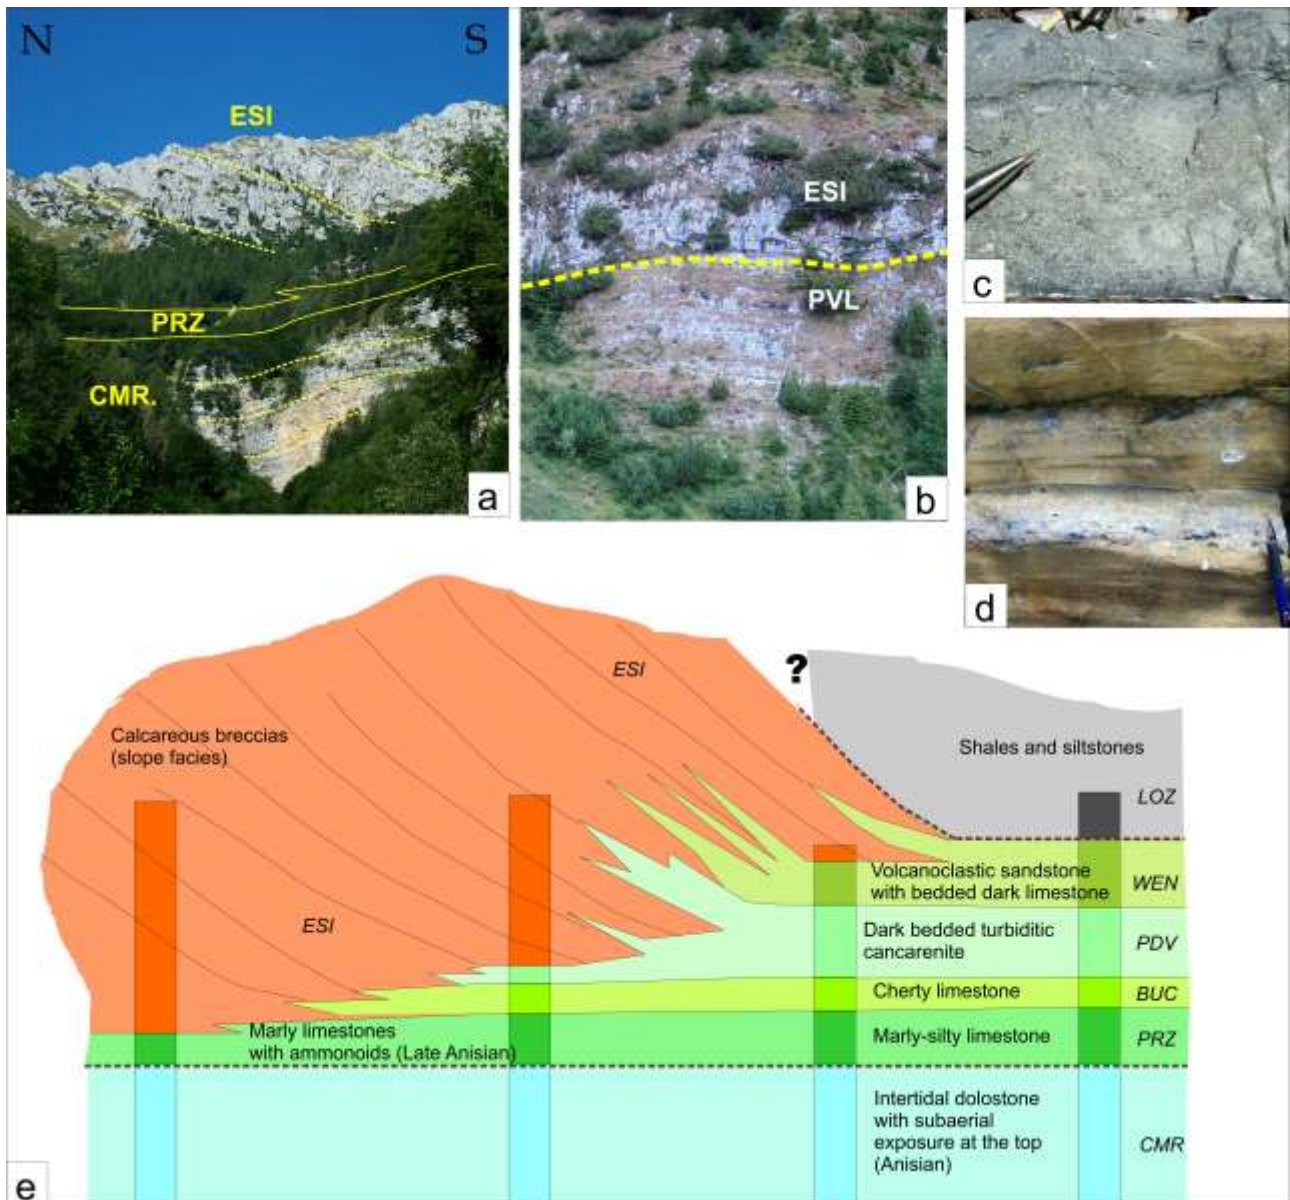 N
S
ESI
PRZ
CMR.
a
ESI
PVL
b
c
d
ESI
?
Calcareous breccias
(slope facies)
Shales and siltstones
LOZ
Volcanoclastic sandstone
with bedded dark limestone
WEN
ESI
Dark bedded turbiditic
cancarenite
PDV
Cherty limestone
BUC
Marly limestones
with ammonoids (Late Anisian)
Marly-silty limestone
PRZ
Intertidal dolostone
with subaerial
exposure at the top
(Anisian)
CMR
e